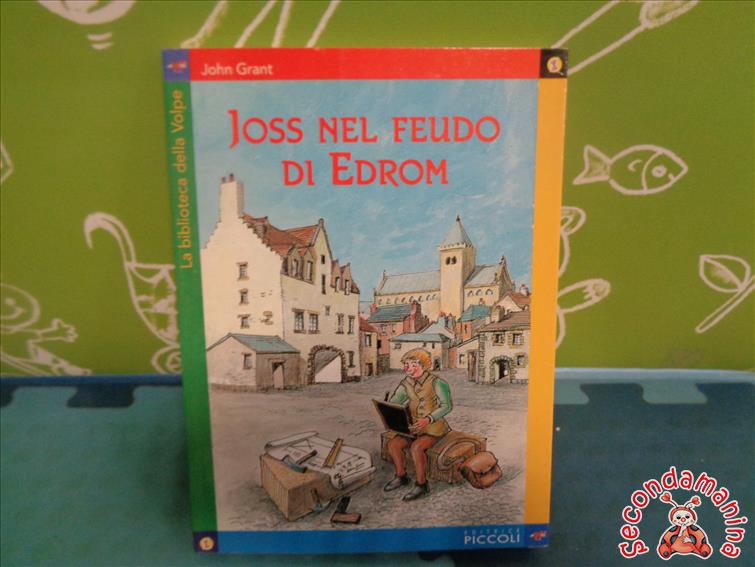 John Grant
La biblioteca della Volpe
JOSS NEL FEUDO
DI EDROM
EDITRICE
PICCOLI
secondamanina